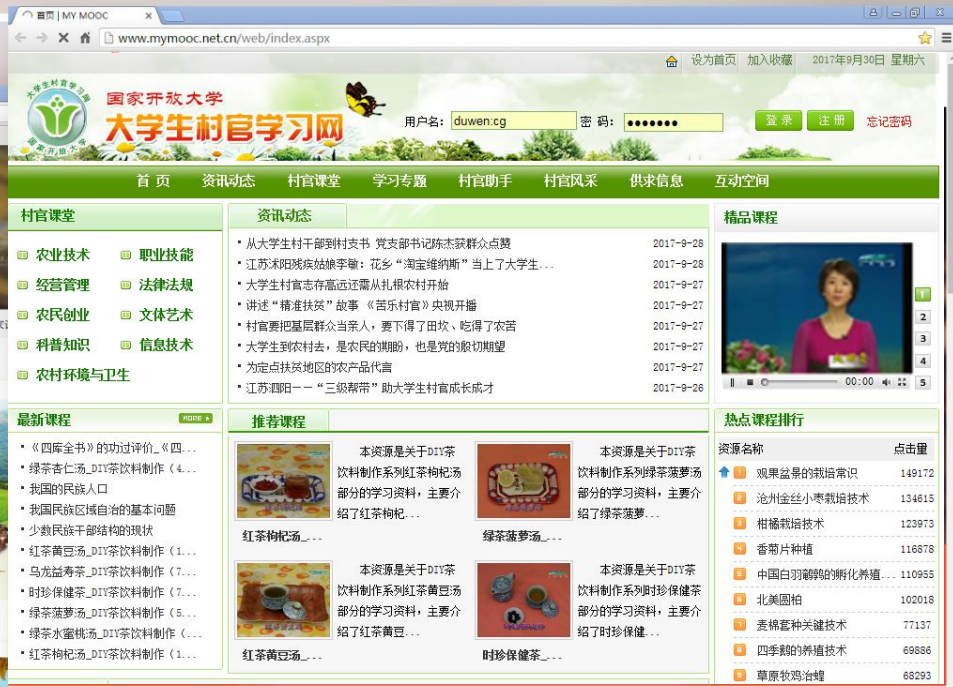 首页 | MY MOOC
www.mymooc.net.cn/web/index.aspx
设为首页 加入收藏 2017年9月30日 星期六
大学生村官学习网
国家开放大学
国家开放大学
大学生村官学习网
用户名: duwen:cg 密 码: ●●●●●●● 登 录 注 册 忘记密码
首 页 资讯动态 村官课堂 学习专题 村官助手 村官风采 供求信息 互动空间
村官课堂
农业技术 职业技能
经营管理 法律法规
农民创业 文体艺术
科普知识 信息技术
农村环境与卫生
资讯动态
从大学生村干部到村支书 党支部书记陈杰获群众点赞 2017-9-28
江苏沭阳残疾姑娘李敏：花乡“淘宝维纳斯”当上了大学生... 2017-9-28
大学生村官志存高远还需从扎根农村开始 2017-9-27
讲述“精准扶贫”故事 《苦乐村官》央视开播 2017-9-27
村官要把基层群众当亲人，要下得了田坎、吃得了农苦 2017-9-27
大学生到农村去，是农民的期盼，也是党的殷切期望 2017-9-27
为定点扶贫地区的农产品代言 2017-9-27
江苏泗阳——“三级帮带”助大学生村官成长成才 2017-9-26
精品课程
1
2
3
4
5
00:00
最新课程 MORE
《四库全书》的功过评价_《四...
绿茶杏仁汤_DIY茶饮料制作（4...
我国的民族人口
我国民族区域自治的基本问题
少数民族干部结构的现状
红茶黄豆汤_DIY茶饮料制作（1...
乌龙益寿茶_DIY茶饮料制作（7...
时珍保健茶_DIY茶饮料制作（7...
绿茶菠萝汤_DIY茶饮料制作（5...
绿茶水蜜桃汤_DIY茶饮料制作（...
红茶枸杞汤_DIY茶饮料制作（1...
推荐课程
本资源是关于DIY茶
饮料制作系列红茶枸杞汤
部分的学习资料，主要介
绍了红茶枸杞...
红茶枸杞汤_...
本资源是关于DIY茶
饮料制作系列绿茶菠萝汤
部分的学习资料，主要介
绍了绿茶菠萝...
绿茶菠萝汤_...
本资源是关于DIY茶
饮料制作系列红茶黄豆汤
部分的学习资料，主要介
绍了红茶黄豆...
红茶黄豆汤_...
本资源是关于DIY茶
饮料制作系列时珍保健茶
部分的学习资料，主要介
绍了时珍保健...
时珍保健茶_...
热点课程排行
资源名称 点击量
1 观果盆景的栽培常识 149172
2 沧州金丝小枣栽培技术 134615
3 柑橘栽培技术 123973
4 香菊片种植 116878
5 中国白羽鹌鹑的孵化养殖... 110955
6 北美圆柏 102018
7 麦棉套种关键技术 77137
8 四季鹅的养殖技术 69886
草原牧鸡治蝗 68293